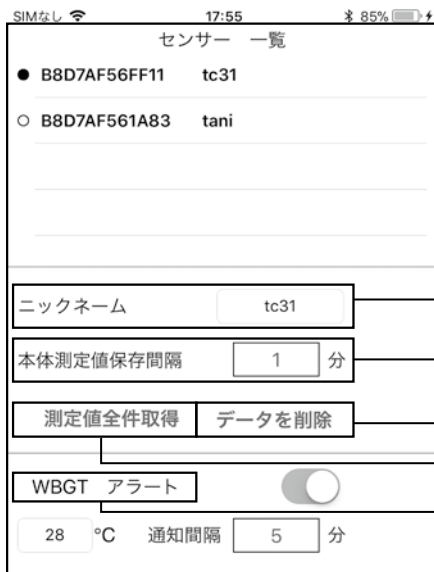 SIMなし 17:55 85%
センサー 一覧
● B8D7AF56FF11 tc31
○ B8D7AF561A83 tani
ニックネーム tc31
本体測定値保存間隔 1 分
測定値全件取得 データを削除
WBGT アラート
28 °C 通知間隔 5 分